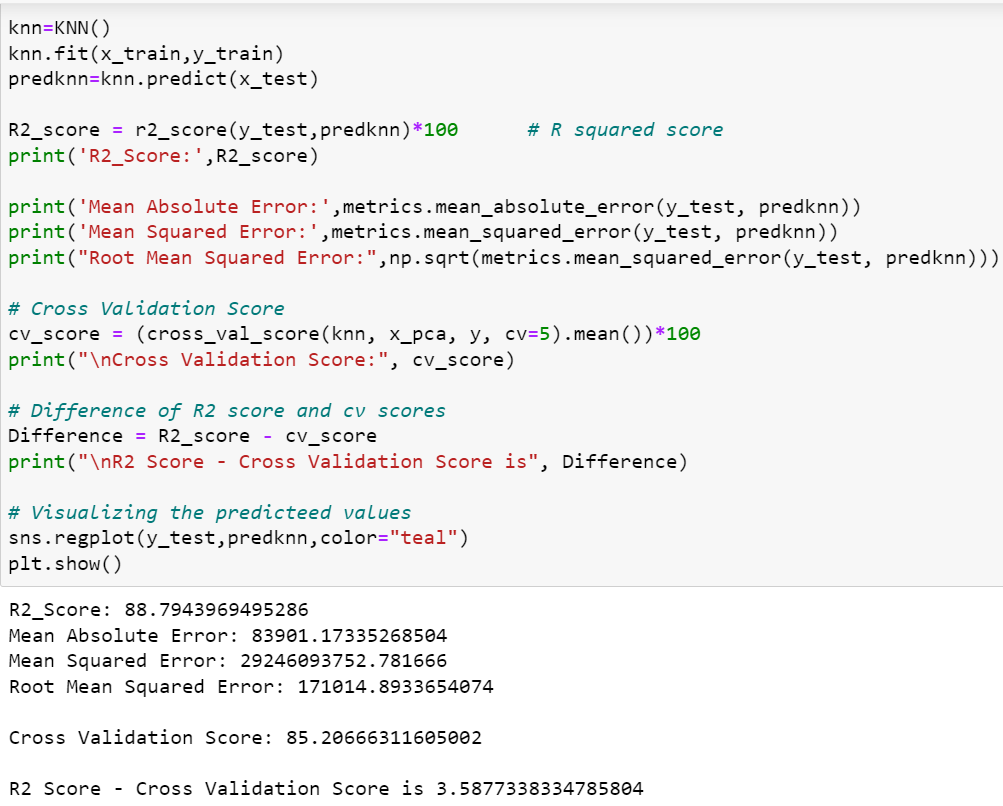 knn=KNN()
knn.fit(x_train,y_train)
predknn=knn.predict(x_test)
R2_score = r2_score(y_test,predknn)*100      # R squared score
print('R2_Score:',R2_score)
print('Mean Absolute Error:',metrics.mean_absolute_error(y_test, predknn))
print('Mean Squared Error:',metrics.mean_squared_error(y_test, predknn))
print("Root Mean Squared Error:",np.sqrt(metrics.mean_squared_error(y_test, predknn)))
# Cross Validation Score
cv_score = (cross_val_score(knn, x_pca, y, cv=5).mean())*100
print("\nCross Validation Score:", cv_score)
# Difference of R2 score and cv scores
Difference = R2_score - cv_score
print("\nR2 Score - Cross Validation Score is", Difference)
# Visualizing the predicteed values
sns.regplot(y_test,predknn,color="teal")
plt.show()
R2_Score: 88.7943969495286
Mean Absolute Error: 83901.17335268504
Mean Squared Error: 29246093752.781666
Root Mean Squared Error: 171014.8933654074
Cross Validation Score: 85.20666311605002
R2 Score - Cross Validation Score is 3.5877338334785804